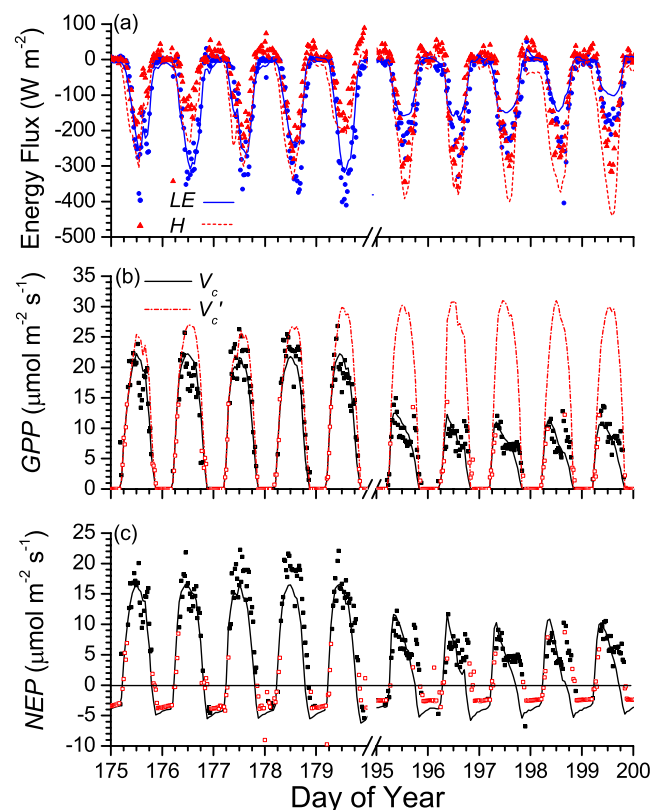 (a)
100
0
-100
-200
-300
-400
-500
Energy Flux (W m⁻²)
LE
H
(b)
35
30
25
20
15
10
5
0
GPP (μmol m⁻² s⁻¹)
V_c
V_c'
(c)
25
20
15
10
5
0
-5
-10
NEP (μmol m⁻² s⁻¹)
175 176 177 178 179 195 196 197 198 199 200
Day of Year